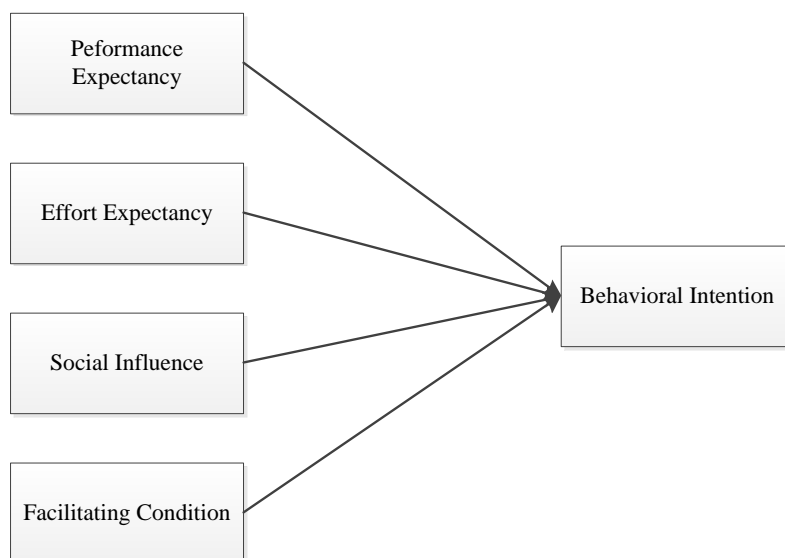 Peformance
Expectancy
Effort Expectancy
Behavioral Intention
Social Influence
Facilitating Condition